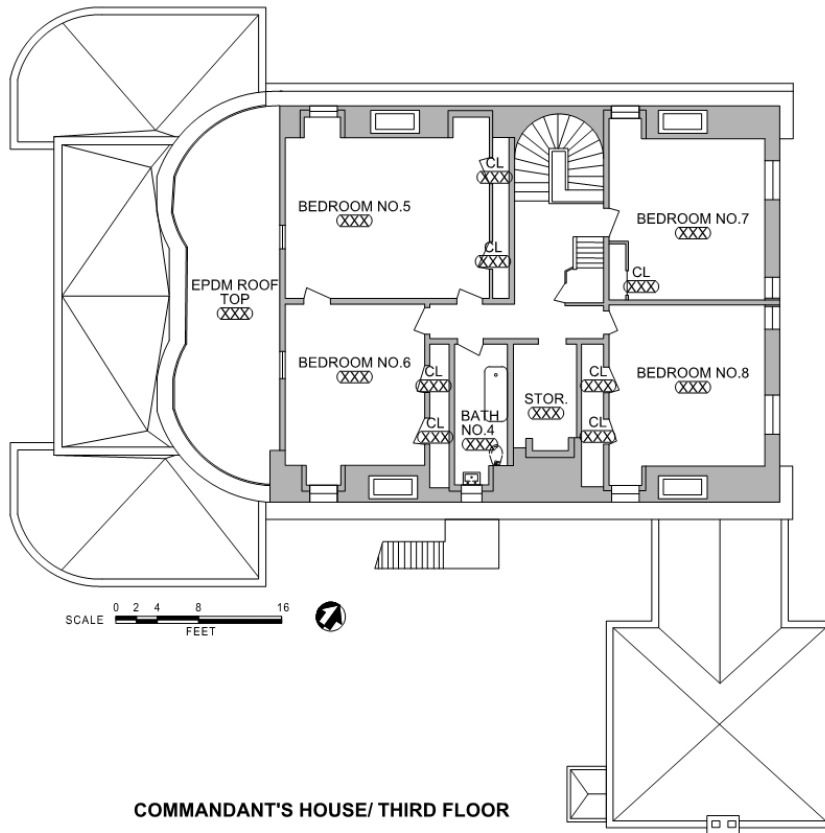 CL
XXX
BEDROOM NO.5
XXX
BEDROOM NO.7
XXX
CL
XXX
CL
XXX
EPDM ROOF
TOP
XXX
BEDROOM NO.6
XXX
BEDROOM NO.8
XXX
CL
XXX
CL
XXX
STOR.
XXX
BATH
NO.4
XXX
CL
XXX
CL
XXX
0 2 4 8 16
SCALE
FEET
COMMANDANT'S HOUSE/ THIRD FLOOR